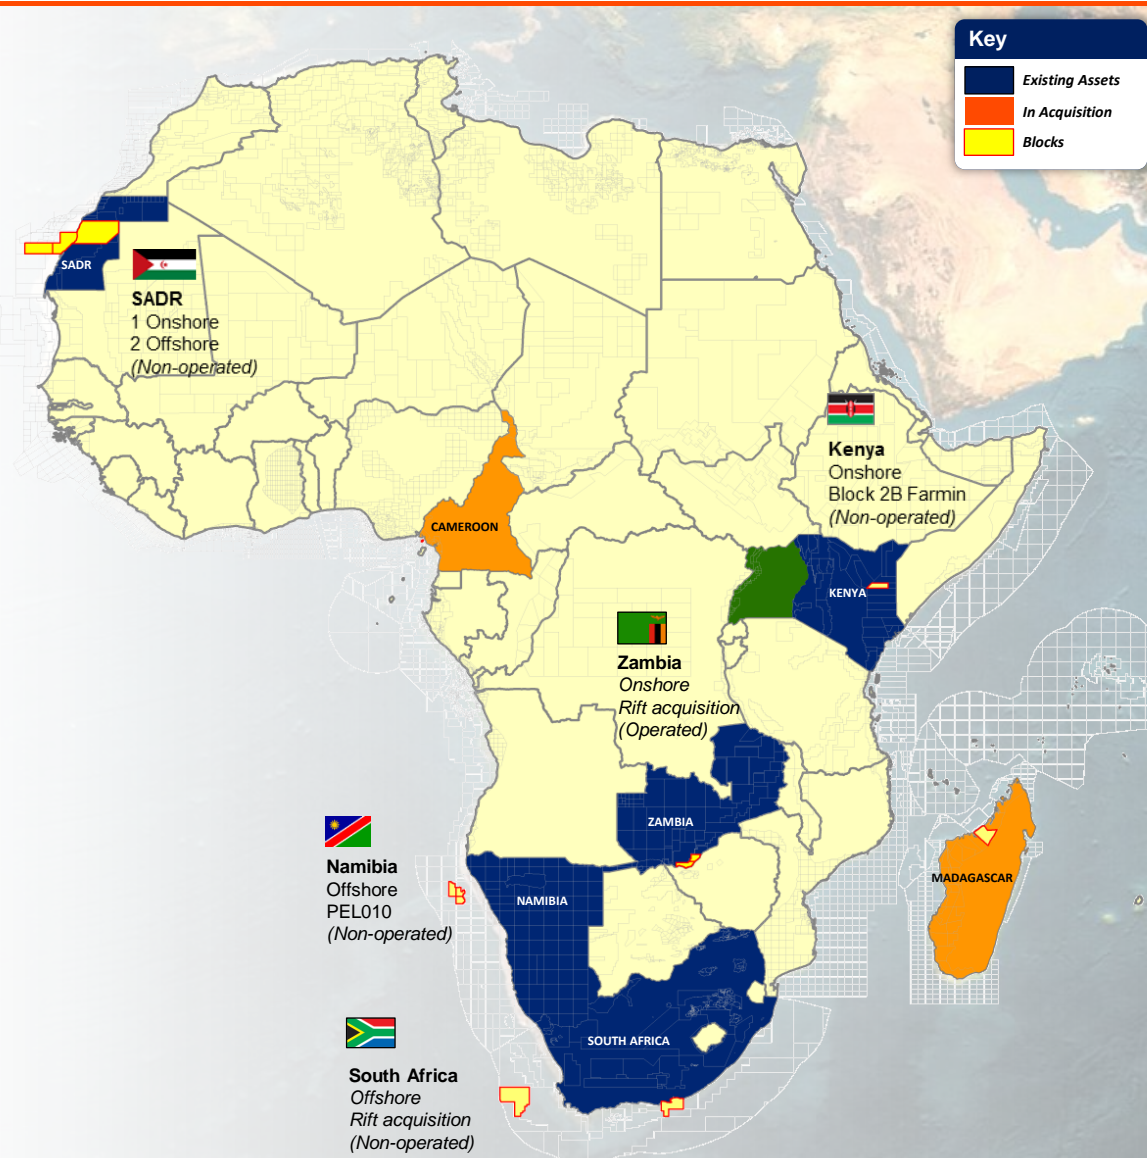 Key
Existing Assets
In Acquisition
Blocks
SADR
SADR
1 Onshore
2 Offshore
(Non-operated)
Kenya
Onshore
Block 2B Farmin
(Non-operated)
CAMEROON
KENYA
Zambia
Onshore
Rift acquisition
(Operated)
ZAMBIA
MADAGASCAR
Namibia
Offshore
PEL010
(Non-operated)
NAMIBIA
SOUTH AFRICA
South Africa
Offshore
Rift acquisition
(Non-operated)